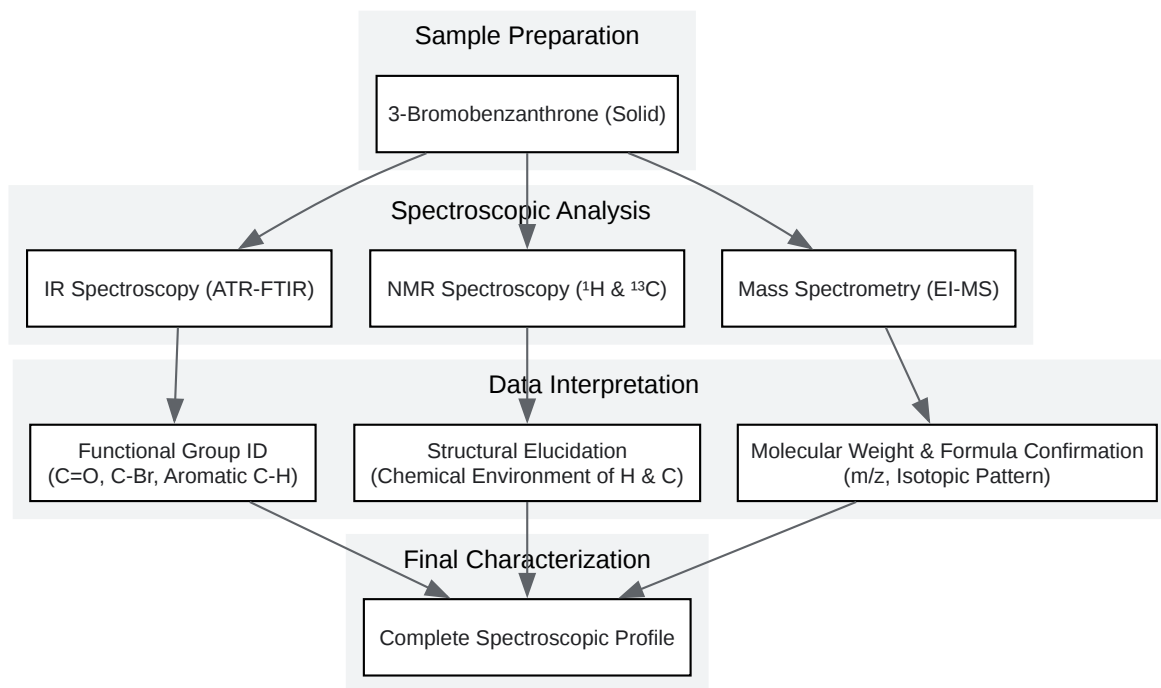 Sample Preparation
3-Bromobenzanthrone (Solid)
Spectroscopic Analysis
IR Spectroscopy (ATR-FTIR)
NMR Spectroscopy (¹H & ¹³C)
Mass Spectrometry (EI-MS)
Data Interpretation
Functional Group ID
(C=O, C-Br, Aromatic C-H)
Structural Elucidation
(Chemical Environment of H & C)
Molecular Weight & Formula Confirmation
(m/z, Isotopic Pattern)
Final Characterization
Complete Spectroscopic Profile